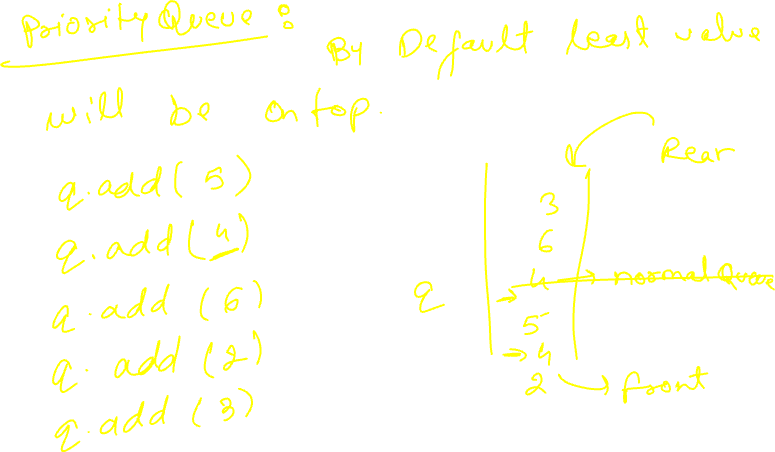 Priority Queue :
By Default least value
will be on top.
q.add( 5 )
q.add( 4 )
q.add (6)
q. add (2)
q.add (3)
Rear
3
6
4 → normal Queue
q
→
5
→ 4
2 → front